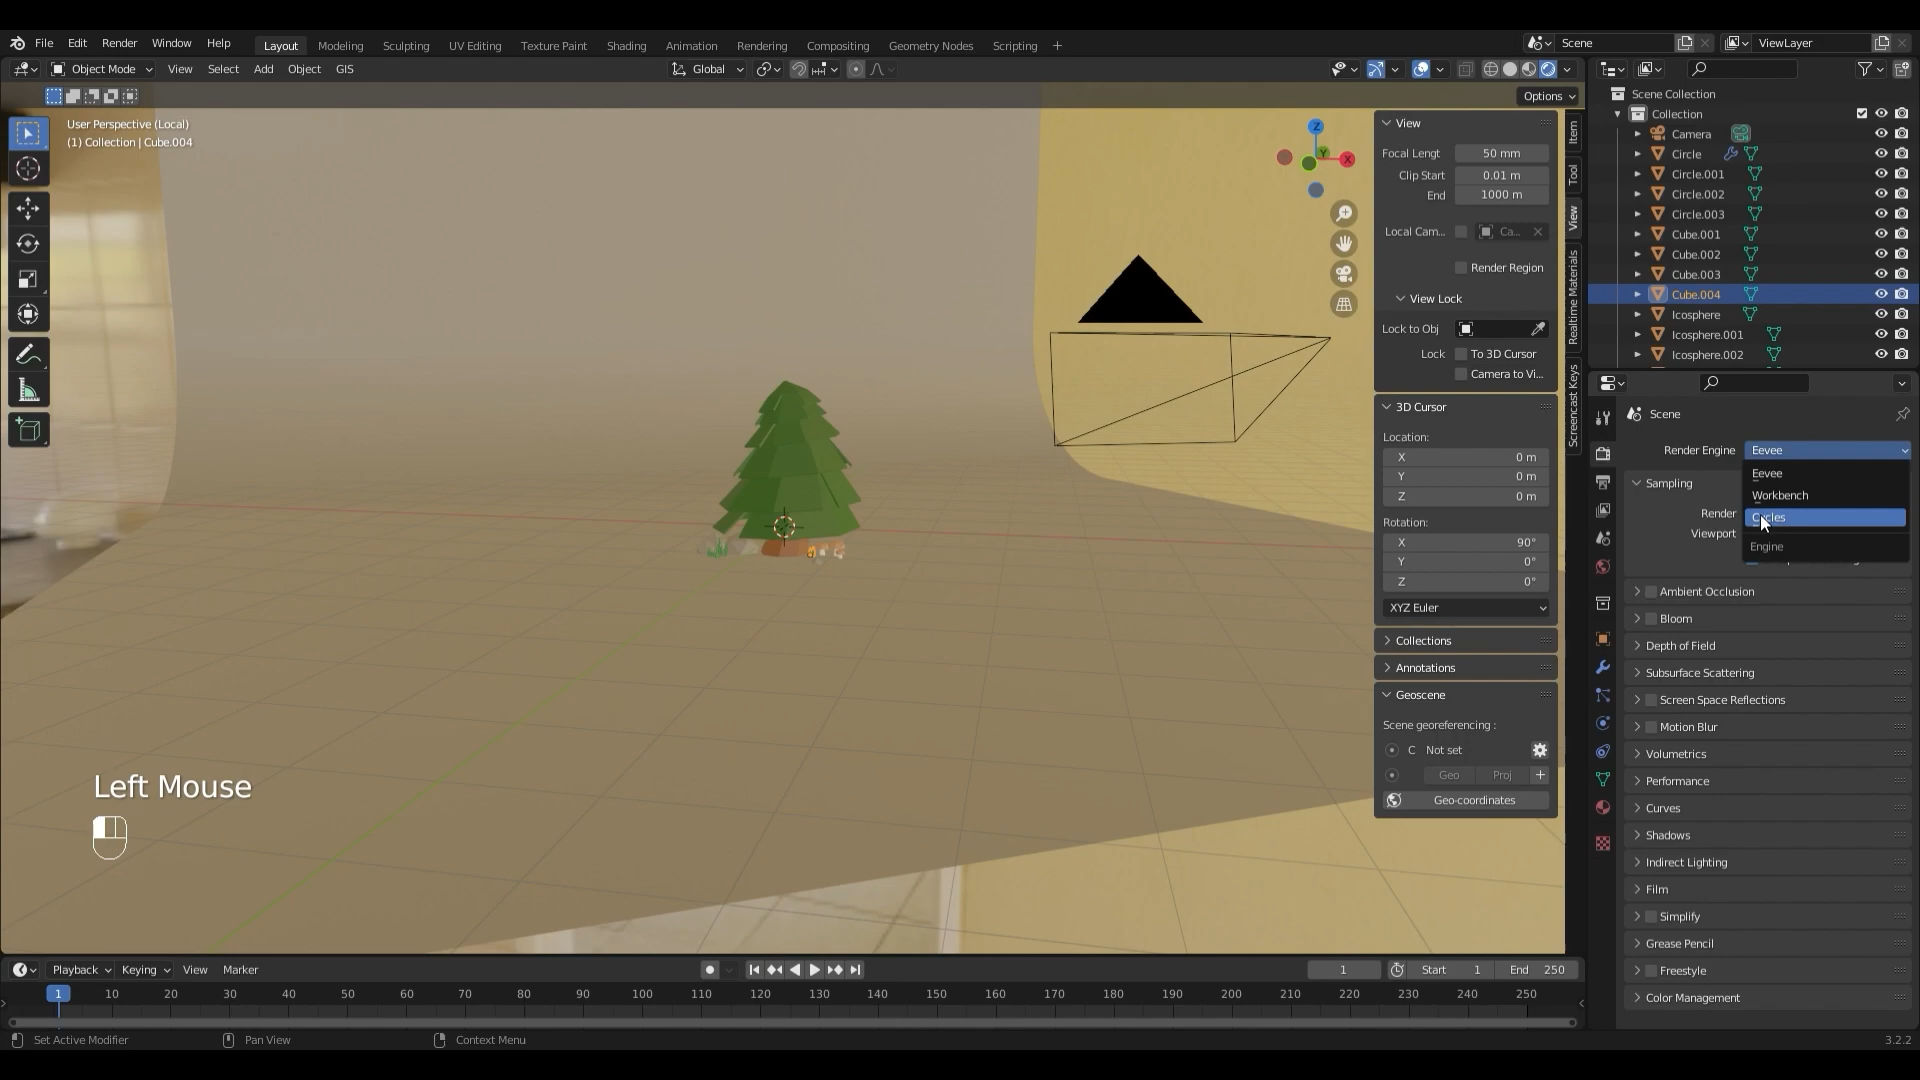 File Edit Render Window Help Layout Modeling Sculpting UV Editing Texture Paint Shading Animation Rendering Compositing Geometry Nodes Scripting + Scene ViewLayer
Object Mode View Select Add Object GIS Global
Options
User Perspective (Local)
(1) Collection | Cube.004
Z
Y
X
View
Focal Lengt 50 mm
Clip Start 0.01 m
End 1000 m
Local Cam... Ca...
Render Region
View Lock
Lock to Obj
Lock To 3D Cursor
Camera to Vi...
3D Cursor
Location:
X 0 m
Y 0 m
Z 0 m
Rotation:
X 90°
Y 0°
Z 0°
XYZ Euler
Collections
Annotations
Geoscene
Scene georeferencing :
C Not set
Geo Proj +
Geo-coordinates
Item
Tool
View
Realtime Materials
Screencast Keys
Scene Collection
Collection
Camera
Circle
Circle.001
Circle.002
Circle.003
Cube.001
Cube.002
Cube.003
Cube.004
Icosphere
Icosphere.001
Icosphere.002
Scene
Render Engine Eevee
Eevee
Workbench
Cycles
Engine
Sampling
Render
Viewport
Ambient Occlusion
Bloom
Depth of Field
Subsurface Scattering
Screen Space Reflections
Motion Blur
Volumetrics
Performance
Curves
Shadows
Indirect Lighting
Film
Simplify
Grease Pencil
Freestyle
Color Management
Left Mouse
Playback Keying View Marker 1 Start 1 End 250
1 10 20 30 40 50 60 70 80 90 100 110 120 130 140 150 160 170 180 190 200 210 220 230 240 250
Set Active Modifier Pan View Context Menu 3.2.2